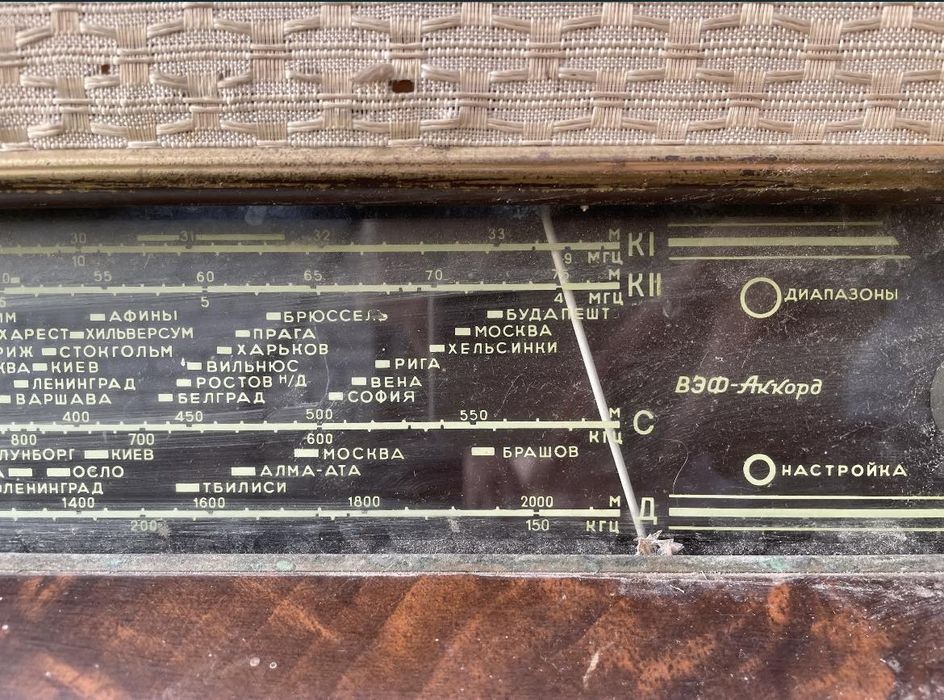 30 31 32 33 М КI
10 9 МГЦ
55 60 65 70 75 М КII
5 4 МГЦ
АФИНЫ БРЮССЕЛЬ БУДАПЕШТ
ХИЛЬВЕРСУМ ПРАГА МОСКВА
СТОКГОЛЬМ ХАРЬКОВ ХЕЛЬСИНКИ
КИЕВ ВИЛЬНЮС РИГА
ЛЕНИНГРАД РОСТОВ Н/Д ВЕНА
ВАРШАВА БЕЛГРАД СОФИЯ
400 450 500 550 М С
800 700 600 КГЦ
ЛУНБОРГ КИЕВ МОСКВА БРАШОВ
ОСЛО АЛМА-АТА
ЛЕНИНГРАД ТБИЛИСИ
1400 1600 1800 2000 М Д
200 150 КГЦ
ДИАПАЗОНЫ
ВЭФ-Аккорд
НАСТРОЙКА